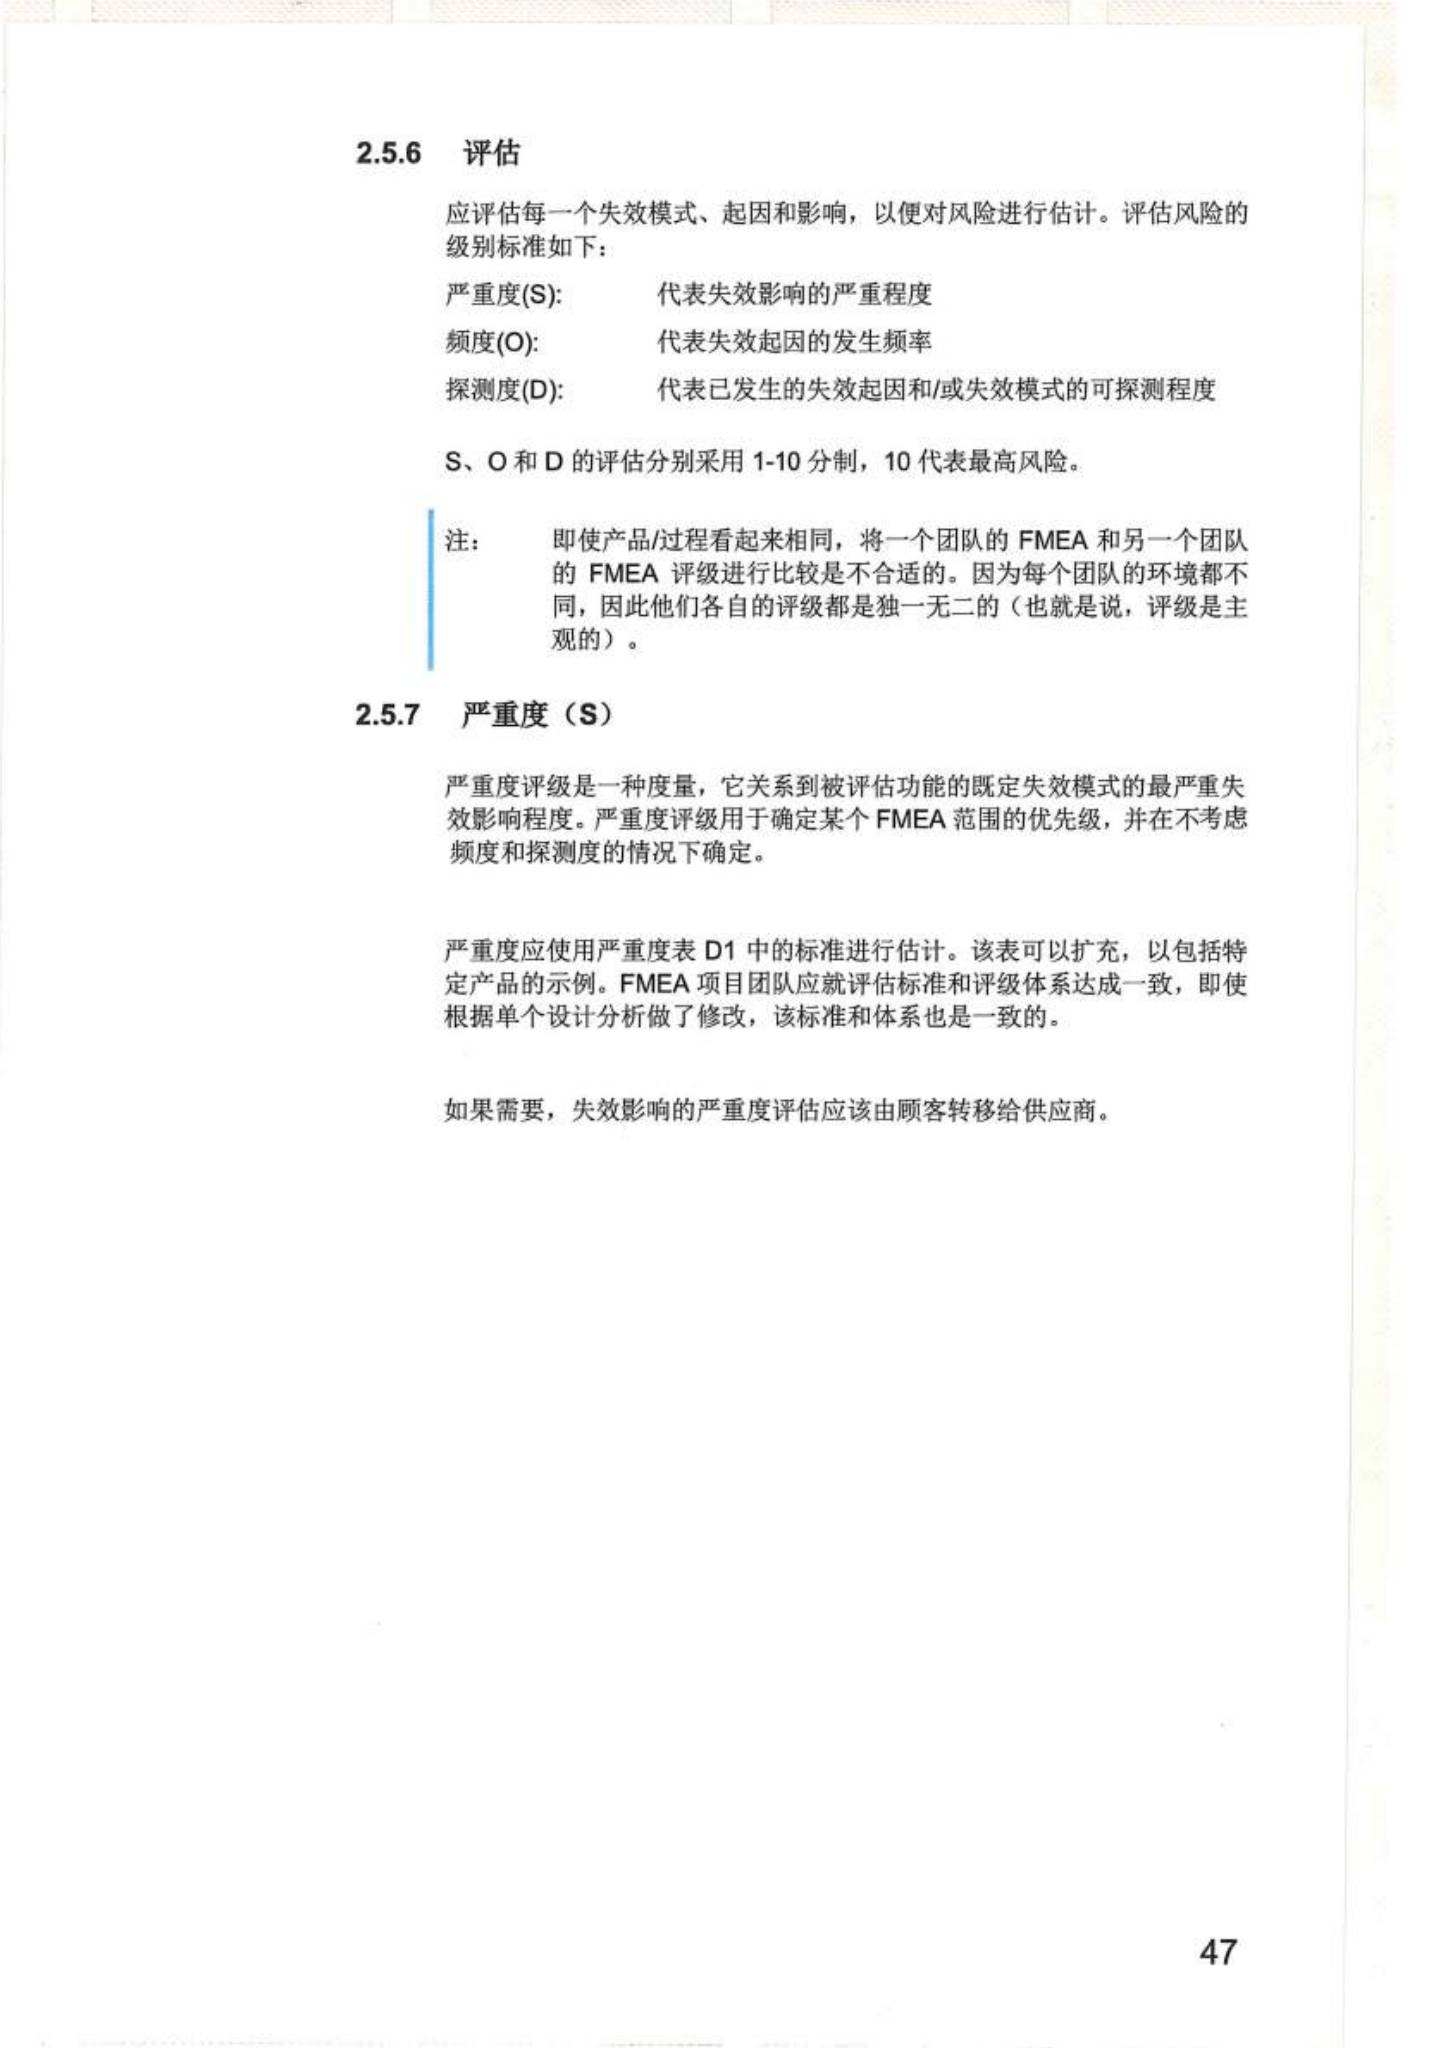 2.5.6 评估
应评估每一个失效模式、起因和影响，以便对风险进行估计。评估风险的
级别标准如下：
严重度(S): 代表失效影响的严重程度
频度(O): 代表失效起因的发生频率
探测度(D): 代表已发生的失效起因和/或失效模式的可探测程度
S、O 和 D 的评估分别采用 1-10 分制，10 代表最高风险。
注： 即使产品/过程看起来相同，将一个团队的 FMEA 和另一个团队
的 FMEA 评级进行比较是不合适的。因为每个团队的环境都不
同，因此他们各自的评级都是独一无二的（也就是说，评级是主
观的）。
2.5.7 严重度（S）
严重度评级是一种度量，它关系到被评估功能的既定失效模式的最严重失
效影响程度。严重度评级用于确定某个 FMEA 范围的优先级，并在不考虑
频度和探测度的情况下确定。
严重度应使用严重度表 D1 中的标准进行估计。该表可以扩充，以包括特
定产品的示例。FMEA 项目团队应就评估标准和评级体系达成一致，即使
根据单个设计分析做了修改，该标准和体系也是一致的。
如果需要，失效影响的严重度评估应该由顾客转移给供应商。
47